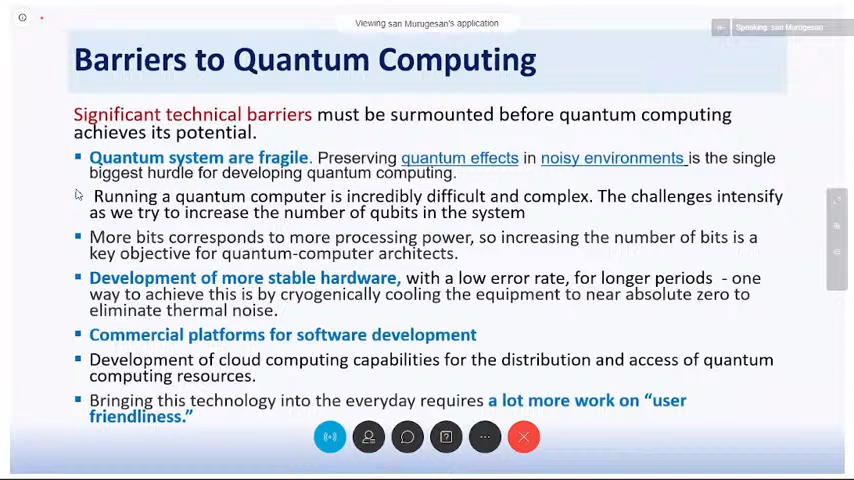 Viewing san Murugesan's application
Speaking: san Murugesan
Barriers to Quantum Computing
Significant technical barriers must be surmounted before quantum computing
achieves its potential.
Quantum system are fragile. Preserving quantum effects in noisy environments is the single
biggest hurdle for developing quantum computing.
Running a quantum computer is incredibly difficult and complex. The challenges intensify
as we try to increase the number of qubits in the system
More bits corresponds to more processing power, so increasing the number of bits is a
key objective for quantum-computer architects.
Development of more stable hardware, with a low error rate, for longer periods - one
way to achieve this is by cryogenically cooling the equipment to near absolute zero to
eliminate thermal noise.
Commercial platforms for software development
Development of cloud computing capabilities for the distribution and access of quantum
computing resources.
Bringing this technology into the everyday requires a lot more work on “user
friendliness.”